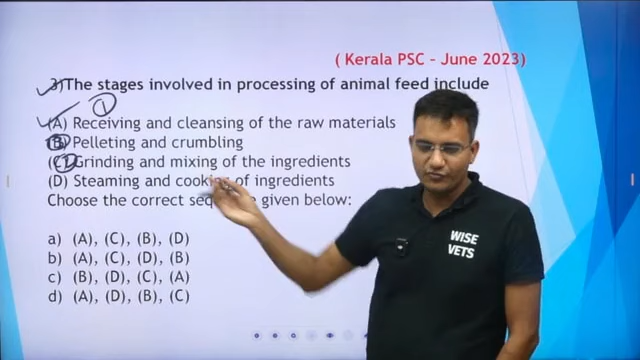 ( Kerala PSC - June 2023)
3)The stages involved in processing of animal feed include
①
(A) Receiving and cleansing of the raw materials
(B) Pelleting and crumbling
(C) Grinding and mixing of the ingredients
(D) Steaming and cooking of ingredients
Choose the correct given below:
a) (A), (C), (B), (D)
b) (A), (C), (D), (B)
c) (B), (D), (C), (A)
d) (A), (D), (B), (C)
WISE
VETS